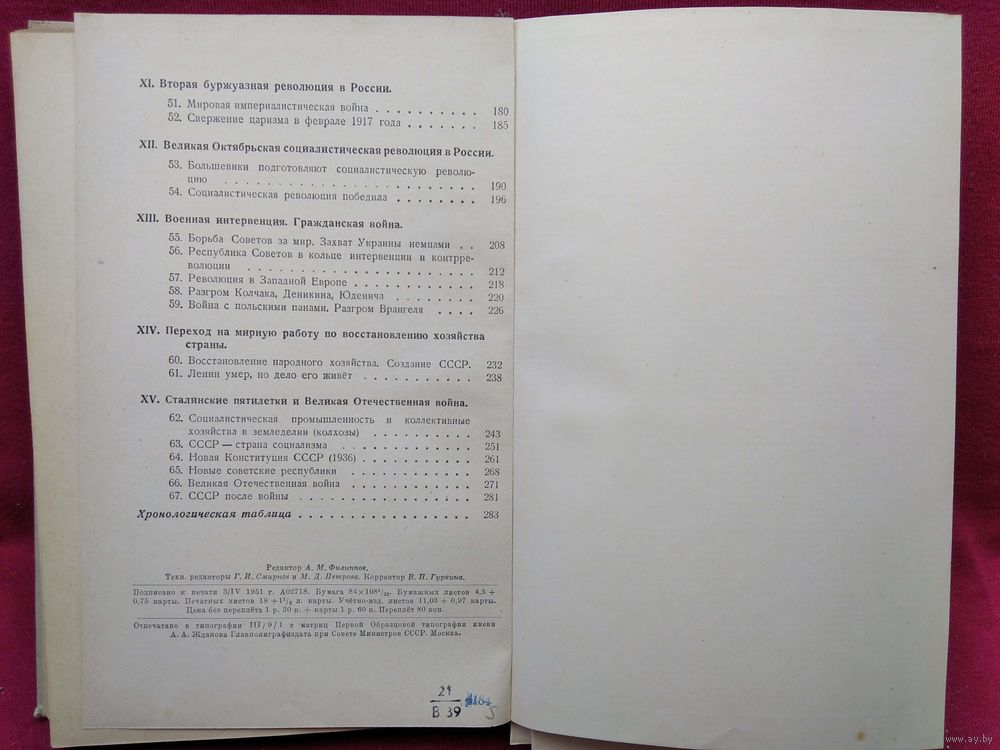 XI. Вторая буржуазная революция в России.
51. Мировая империалистическая война . . . . . . . . . . 180
52. Свержение царизма в феврале 1917 года . . . . . . . 185
XII. Великая Октябрьская социалистическая революция в России.
53. Большевики подготовляют социалистическую револю-
цию . . . . . . . . . . . . . . . . . . . . . . . 190
54. Социалистическая революция победила . . . . . . . . 196
XIII. Военная интервенция. Гражданская война.
55. Борьба Советов за мир. Захват Украины немцами . . 208
56. Республика Советов в кольце интервенции и контрре-
волюции . . . . . . . . . . . . . . . . . . . . . 212
57. Революция в Западной Европе . . . . . . . . . . . . 218
58. Разгром Колчака, Деникина, Юденича . . . . . . . . 220
59. Война с польскими панами. Разгром Врангеля . . . . 226
XIV. Переход на мирную работу по восстановлению хозяйства
страны.
60. Восстановление народного хозяйства. Создание СССР. 232
61. Ленин умер, но дело его живёт . . . . . . . . . . . 238
XV. Сталинские пятилетки и Великая Отечественная война.
62. Социалистическая промышленность и коллективные
хозяйства в земледелии (колхозы) . . . . . . . . . . 243
63. СССР — страна социализма . . . . . . . . . . . . . 251
64. Новая Конституция СССР (1936) . . . . . . . . . . . 261
65. Новые советские республики . . . . . . . . . . . . 268
66. Великая Отечественная война . . . . . . . . . . . . 271
67. СССР после войны . . . . . . . . . . . . . . . . 281
Хронологическая таблица . . . . . . . . . . . . . . . . . 283
Редактор А. М. Филиппов.
Техн. редакторы Г. И. Смирнов и М. Д. Петрова. Корректор В. П. Гуркина.
Подписано к печати 3/IV 1951 г. А02718. Бумага 84×108¹/₃₂. Бумажных листов 4,5 +
0,75 карты. Печатных листов 18 + 1¹/₂ л. карты. Учётно-изд. листов 11,03 + 0,97 карты.
Цена без переплёта 1 р. 30 к. + карты 1 р. 60 к. Переплёт 80 коп.
Отпечатано в типографии III/9/1 с матриц Первой Образцовой типографии имени
А. А. Жданова Главполиграфиздата при Совете Министров СССР. Москва.
21
В 39
5
www.ay.by